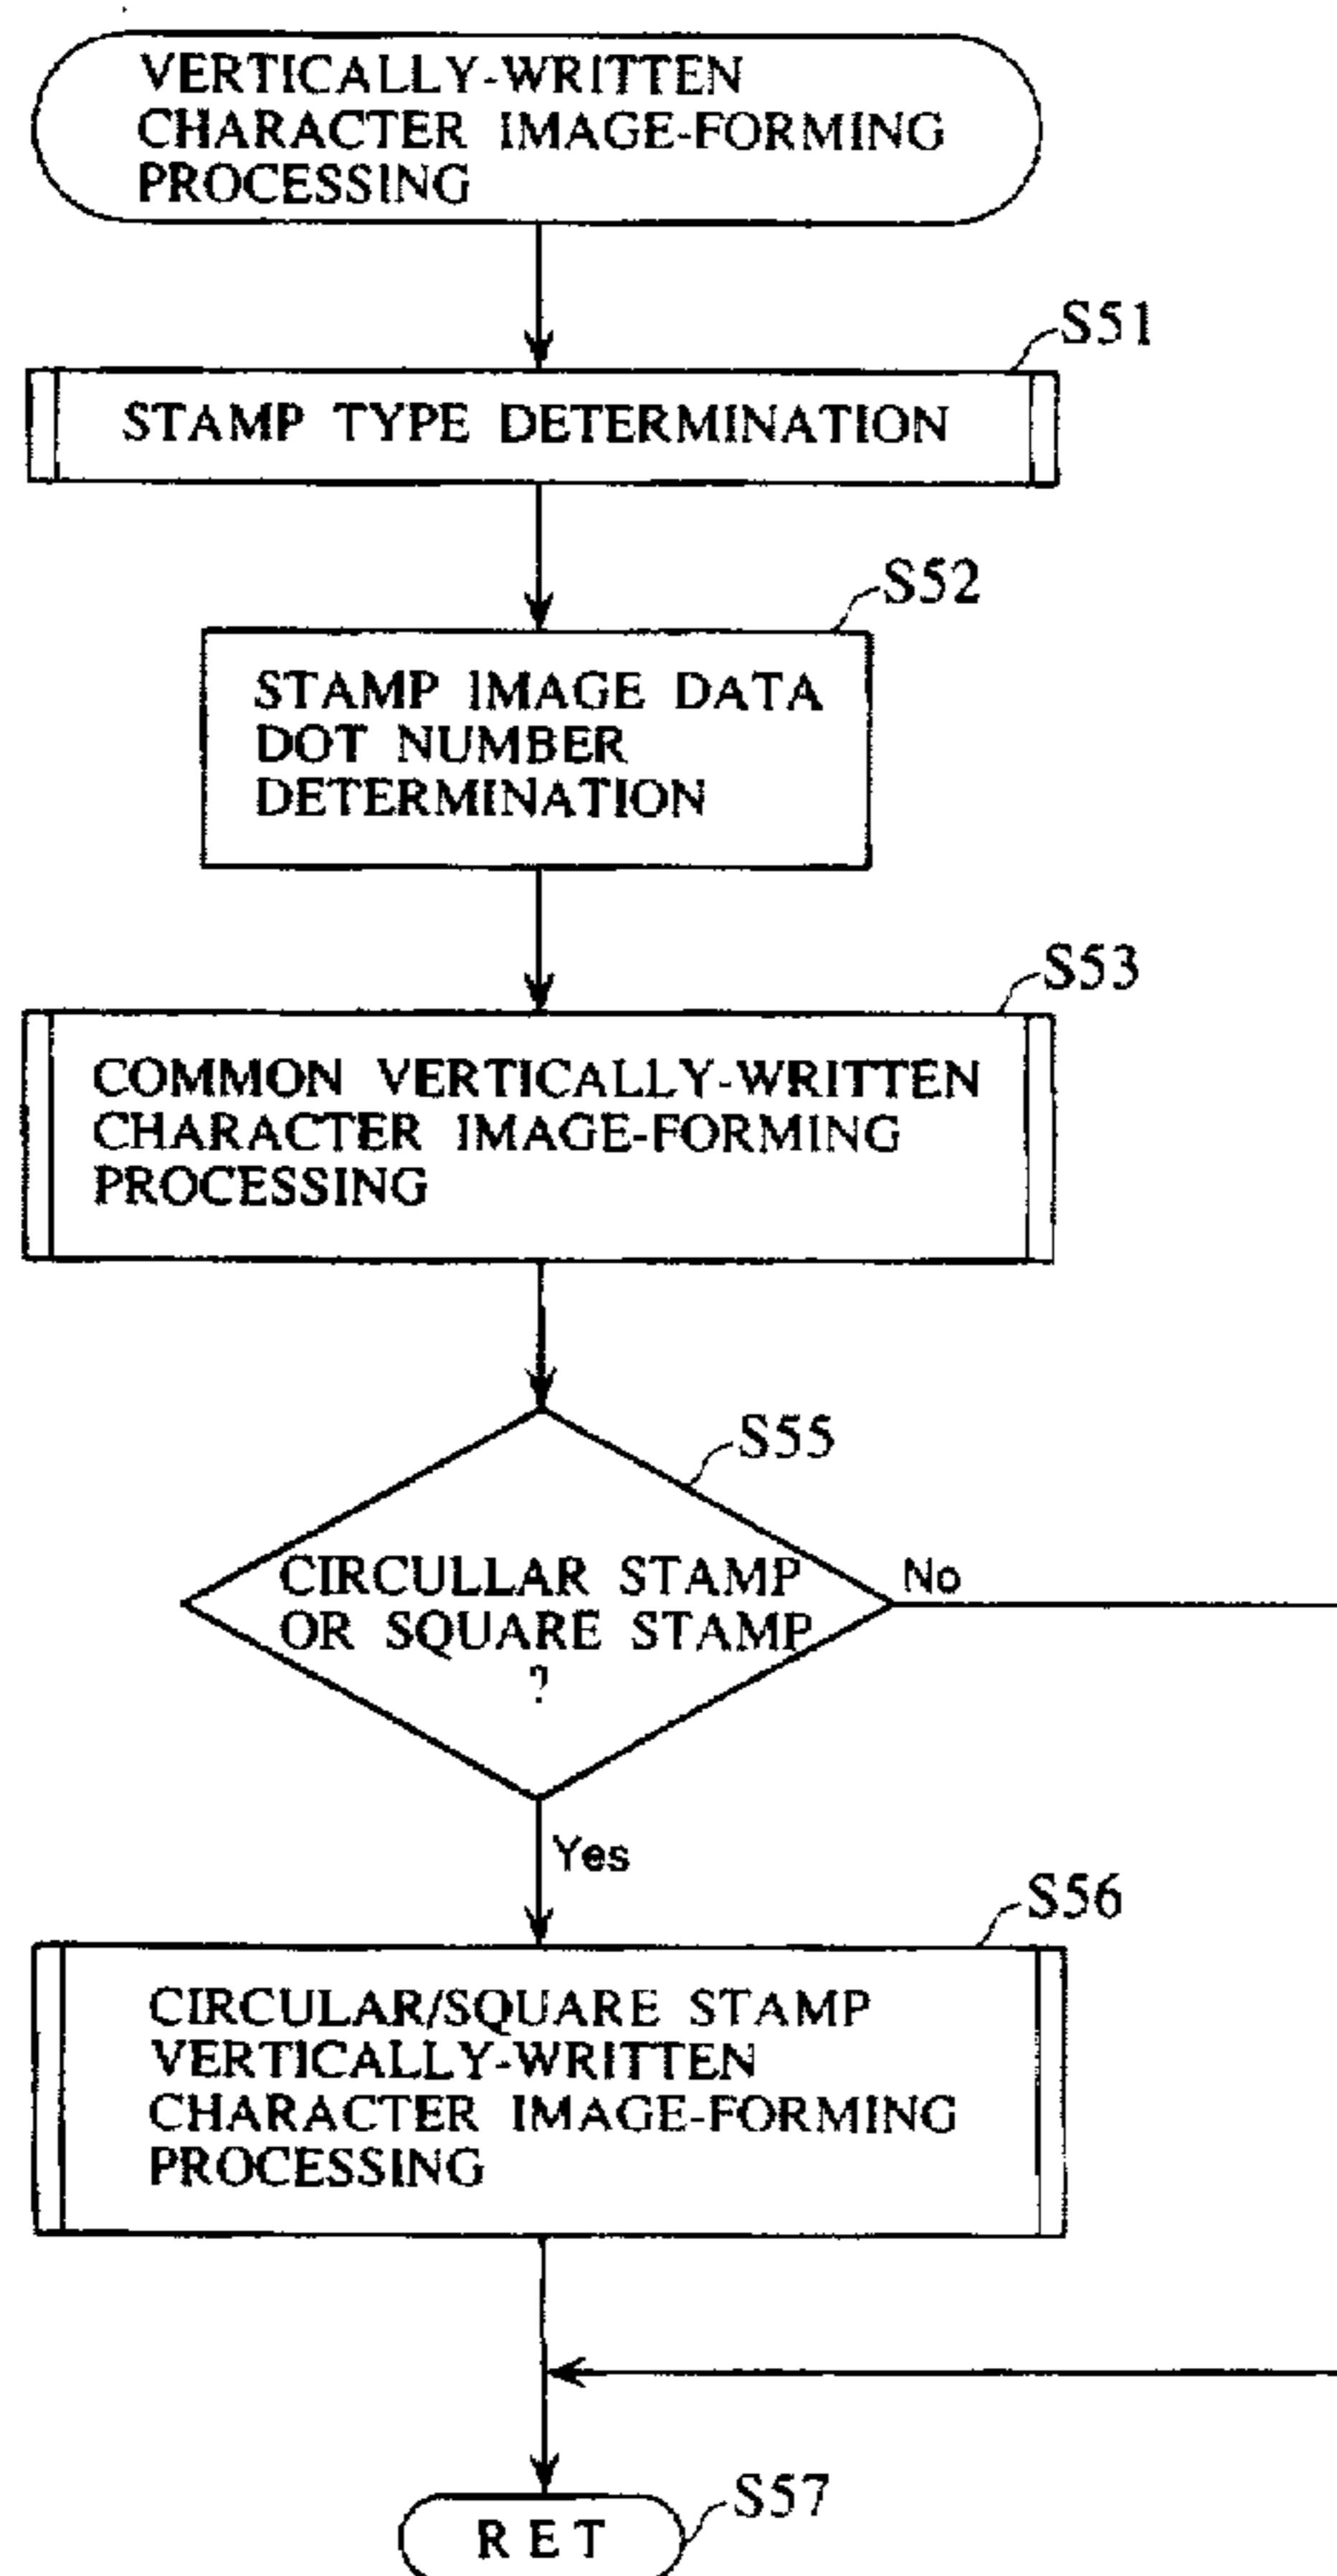 VERTICALLY-WRITTEN
CHARACTER IMAGE-FORMING
PROCESSING
S51
STAMP TYPE DETERMINATION
S52
STAMP IMAGE DATA
DOT NUMBER
DETERMINATION
S53
COMMON VERTICALLY-WRITTEN
CHARACTER IMAGE-FORMING
PROCESSING
S55
CIRCULLAR STAMP
OR SQUARE STAMP
?
No
Yes
S56
CIRCULAR/SQUARE STAMP
VERTICALLY-WRITTEN
CHARACTER IMAGE-FORMING
PROCESSING
S57
RET